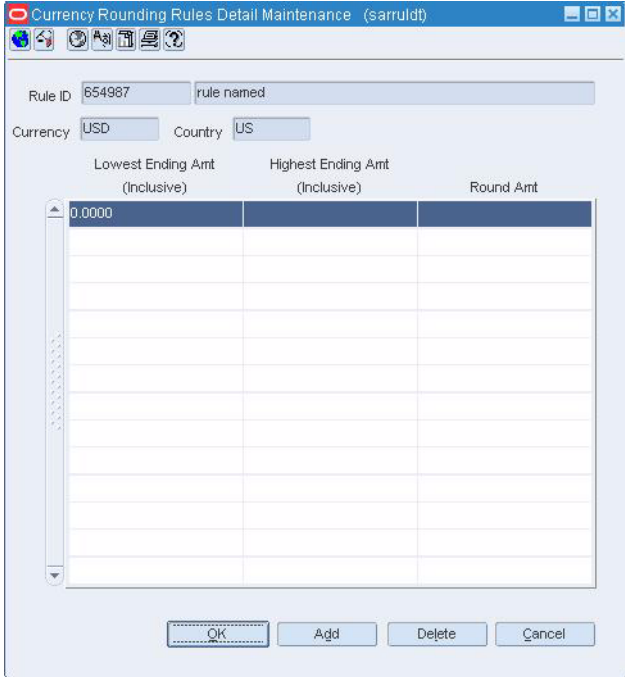 Currency Rounding Rules Detail Maintenance (sarruldt)
Rule ID 654987 rule named
Currency USD Country US
Lowest Ending Amt Highest Ending Amt
(Inclusive) (Inclusive) Round Amt
0.0000
OK Add Delete Cancel